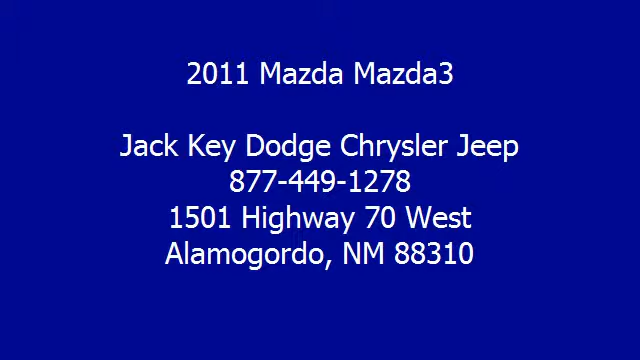 2011 Mazda Mazda3
Jack Key Dodge Chrysler Jeep
877-449-1278
1501 Highway 70 West
Alamogordo, NM 88310